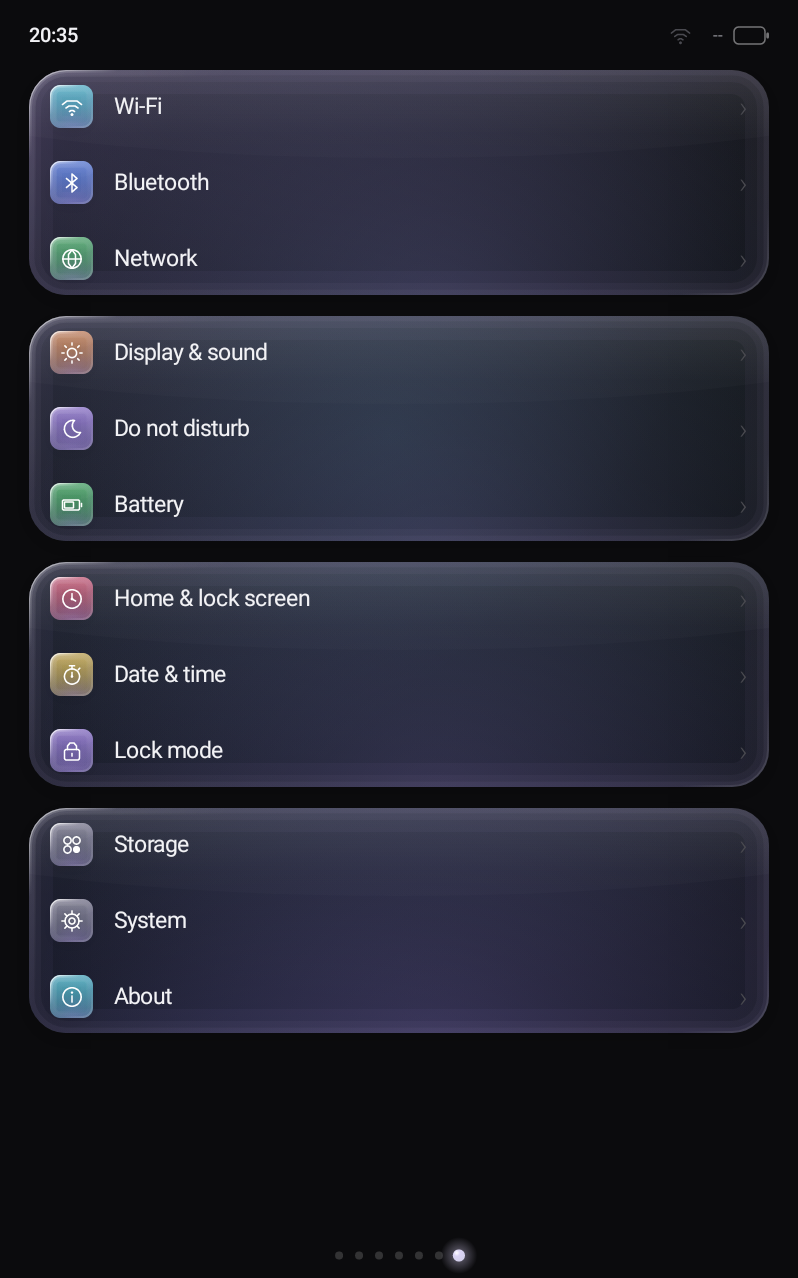 20:35
--
Wi-Fi
Bluetooth
Network
Display & sound
Do not disturb
Battery
Home & lock screen
Date & time
Lock mode
Storage
System
About